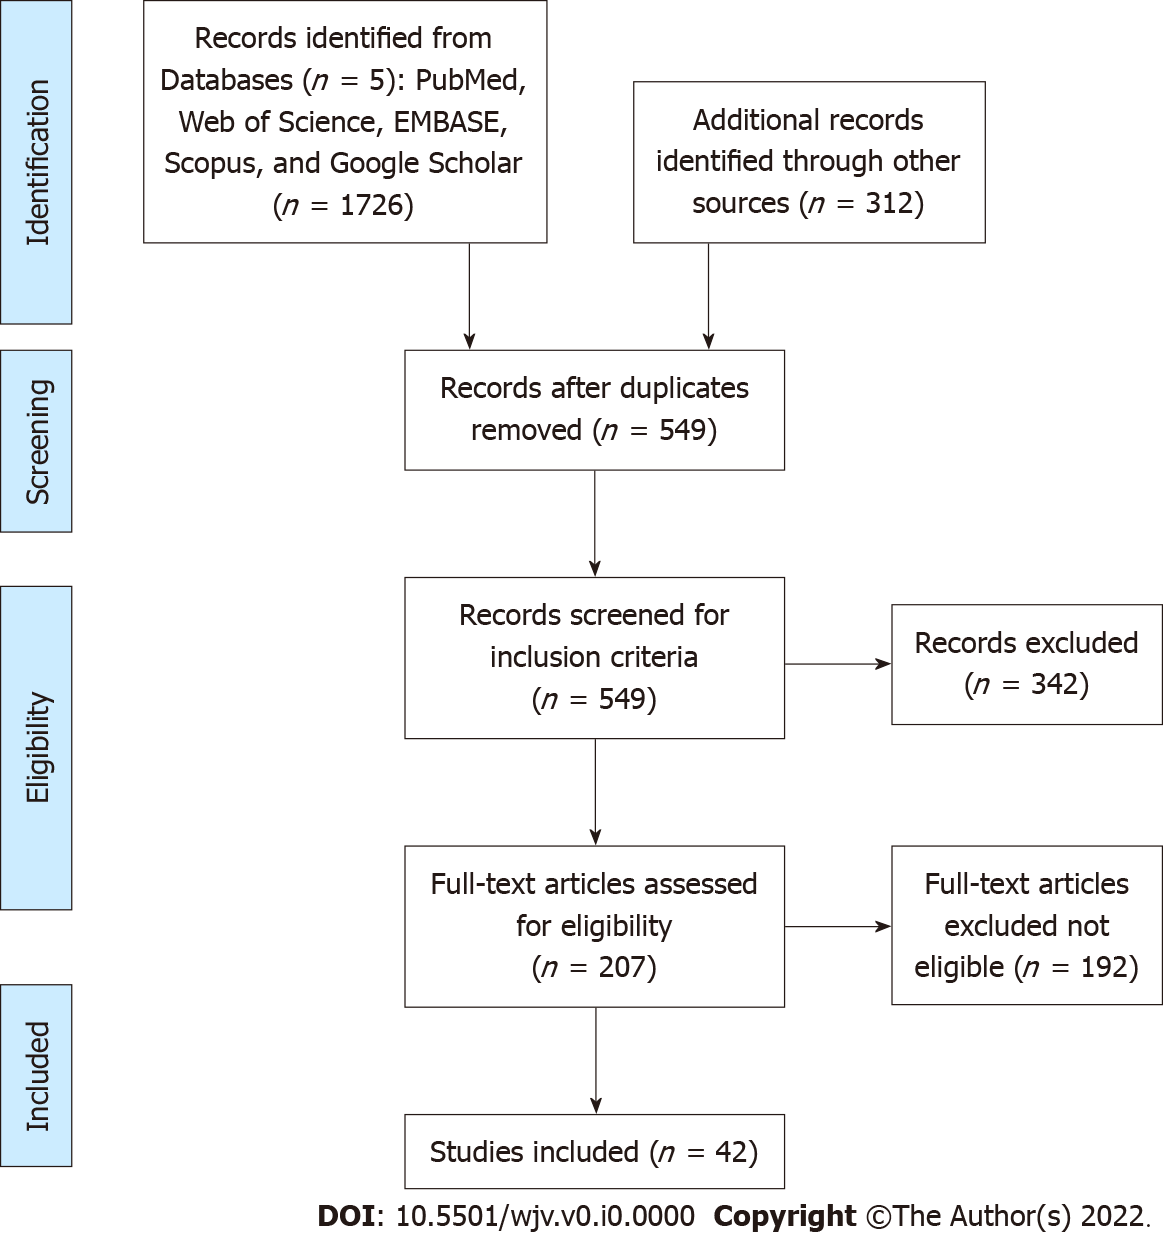 Identification
Records identified from
Databases (n = 5): PubMed,
Web of Science, EMBASE,
Scopus, and Google Scholar
(n = 1726)
Additional records
identified through other
sources (n = 312)
Screening
Records after duplicates
removed (n = 549)
Eligibility
Records screened for
inclusion criteria
(n = 549)
Records excluded
(n = 342)
Full-text articles assessed
for eligibility
(n = 207)
Full-text articles
excluded not
eligible (n = 192)
Included
Studies included (n = 42)
DOI: 10.5501/wjv.v0.i0.0000 Copyright ©The Author(s) 2022.